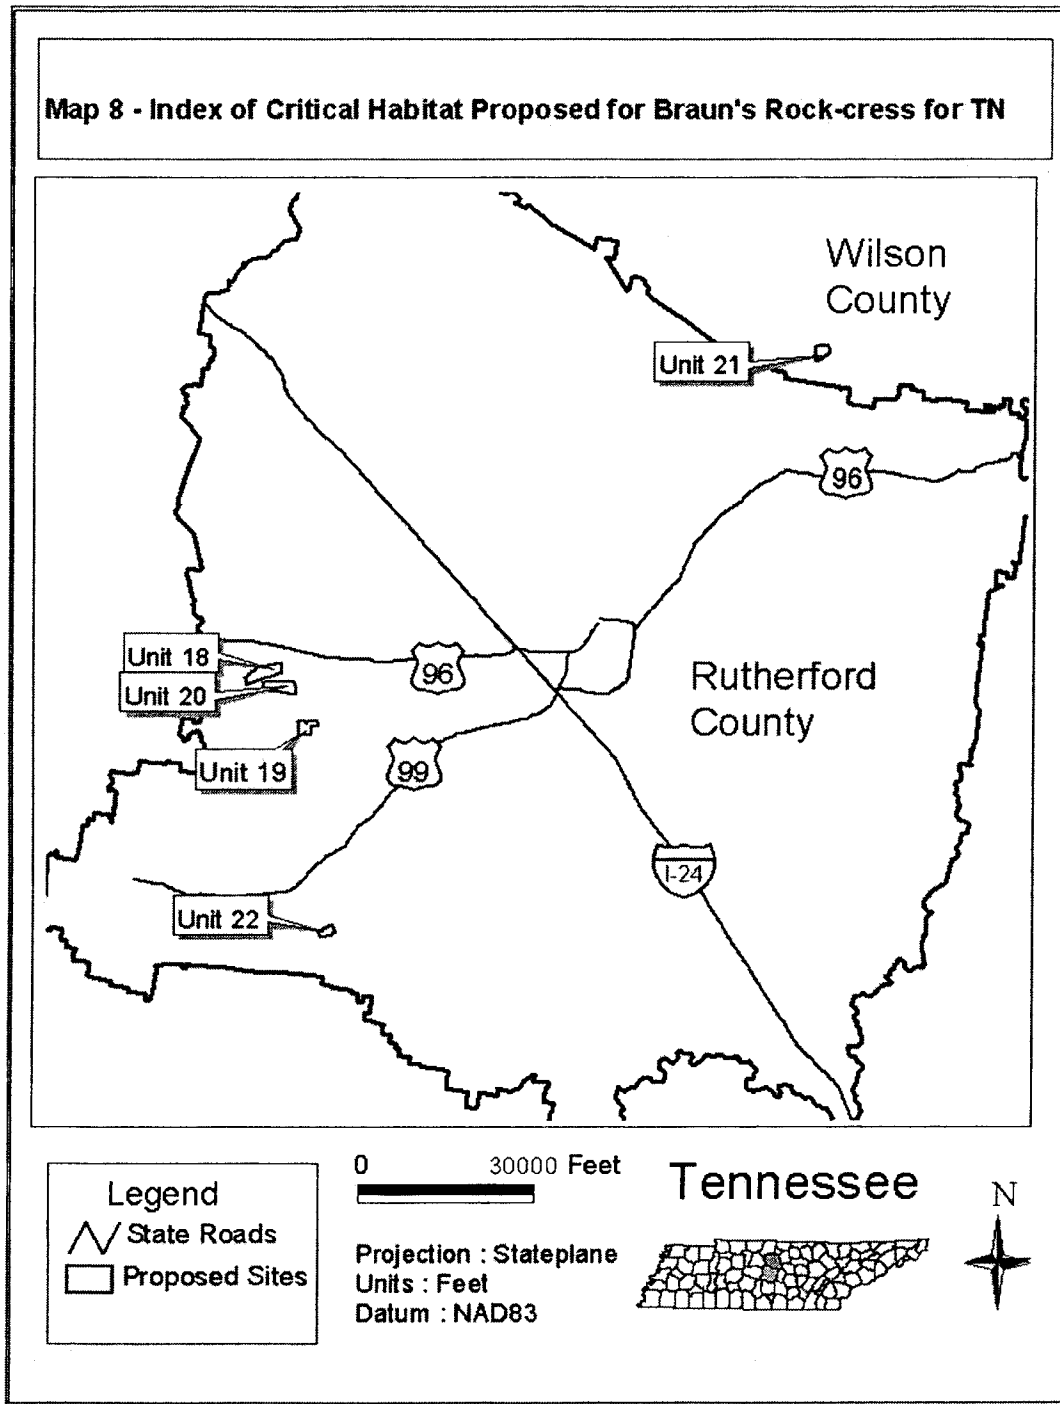 Map 8 - Index of Critical Habitat Proposed for Braun's Rock-cress for TN
Wilson
County
Unit 21
96
Unit 18
96
Unit 20
Rutherford
County
Unit 19
99
I-24
Unit 22
Legend
State Roads
Proposed Sites
0 30000 Feet
Projection : Stateplane
Units : Feet
Datum : NAD83
Tennessee
N